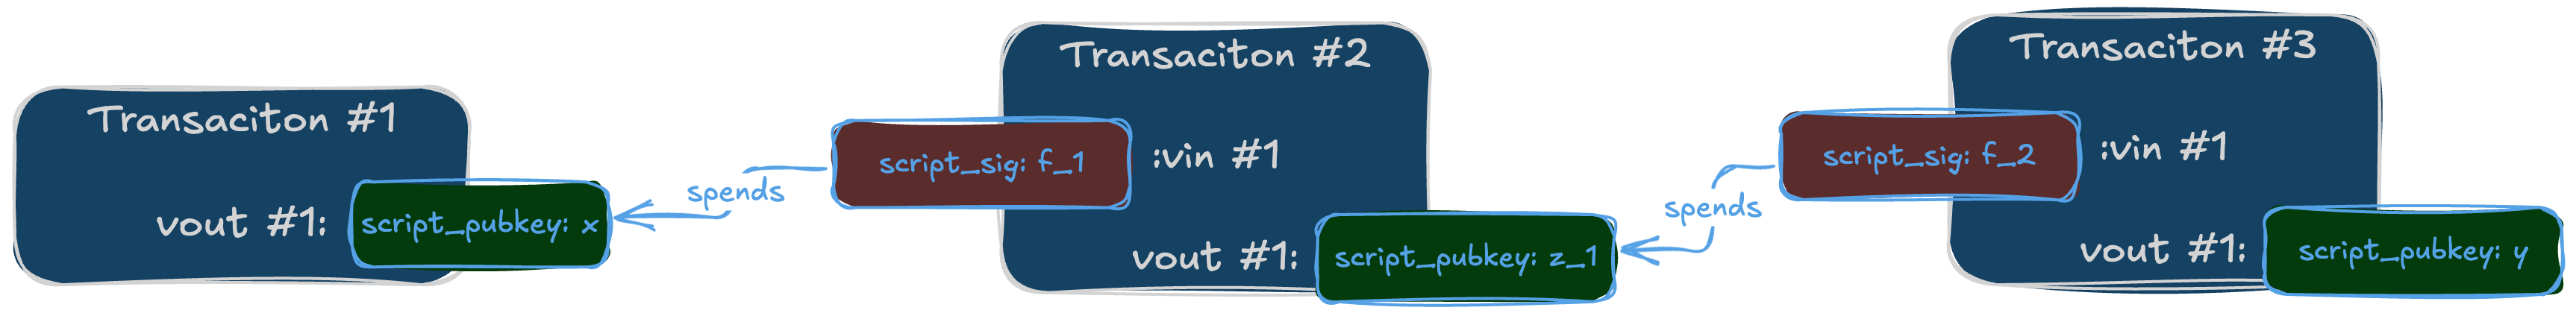 Transaciton #1
vout #1:
script_pubkey: x
spends
Transaciton #2
script_sig: f_1
:vin #1
vout #1:
script_pubkey: z_1
spends
Transaciton #3
script_sig: f_2
:vin #1
vout #1:
script_pubkey: y